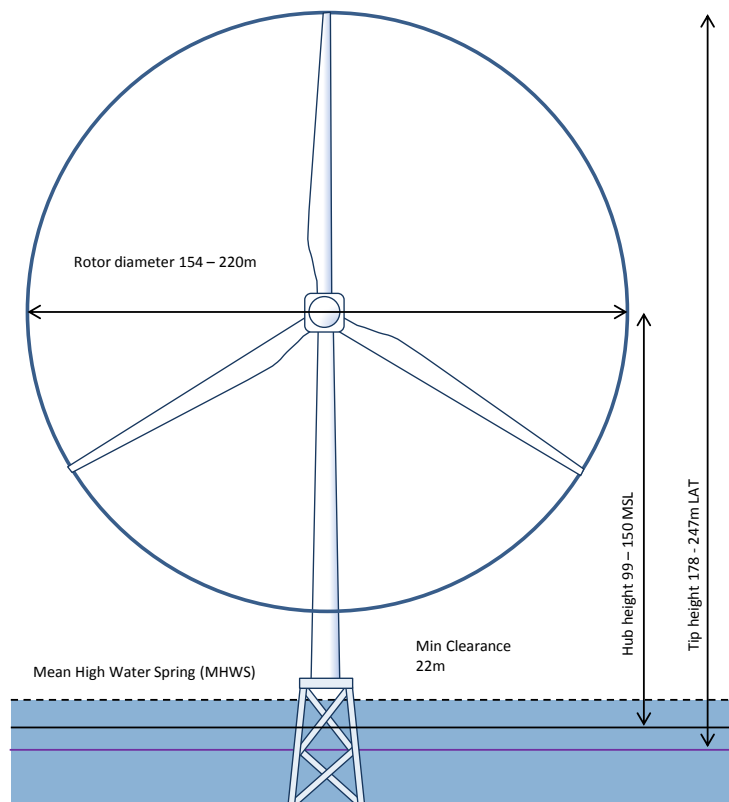 Rotor diameter 154 – 220m
Hub height 99 – 150 MSL
Tip height 178 - 247m LAT
Min Clearance
22m
Mean High Water Spring (MHWS)